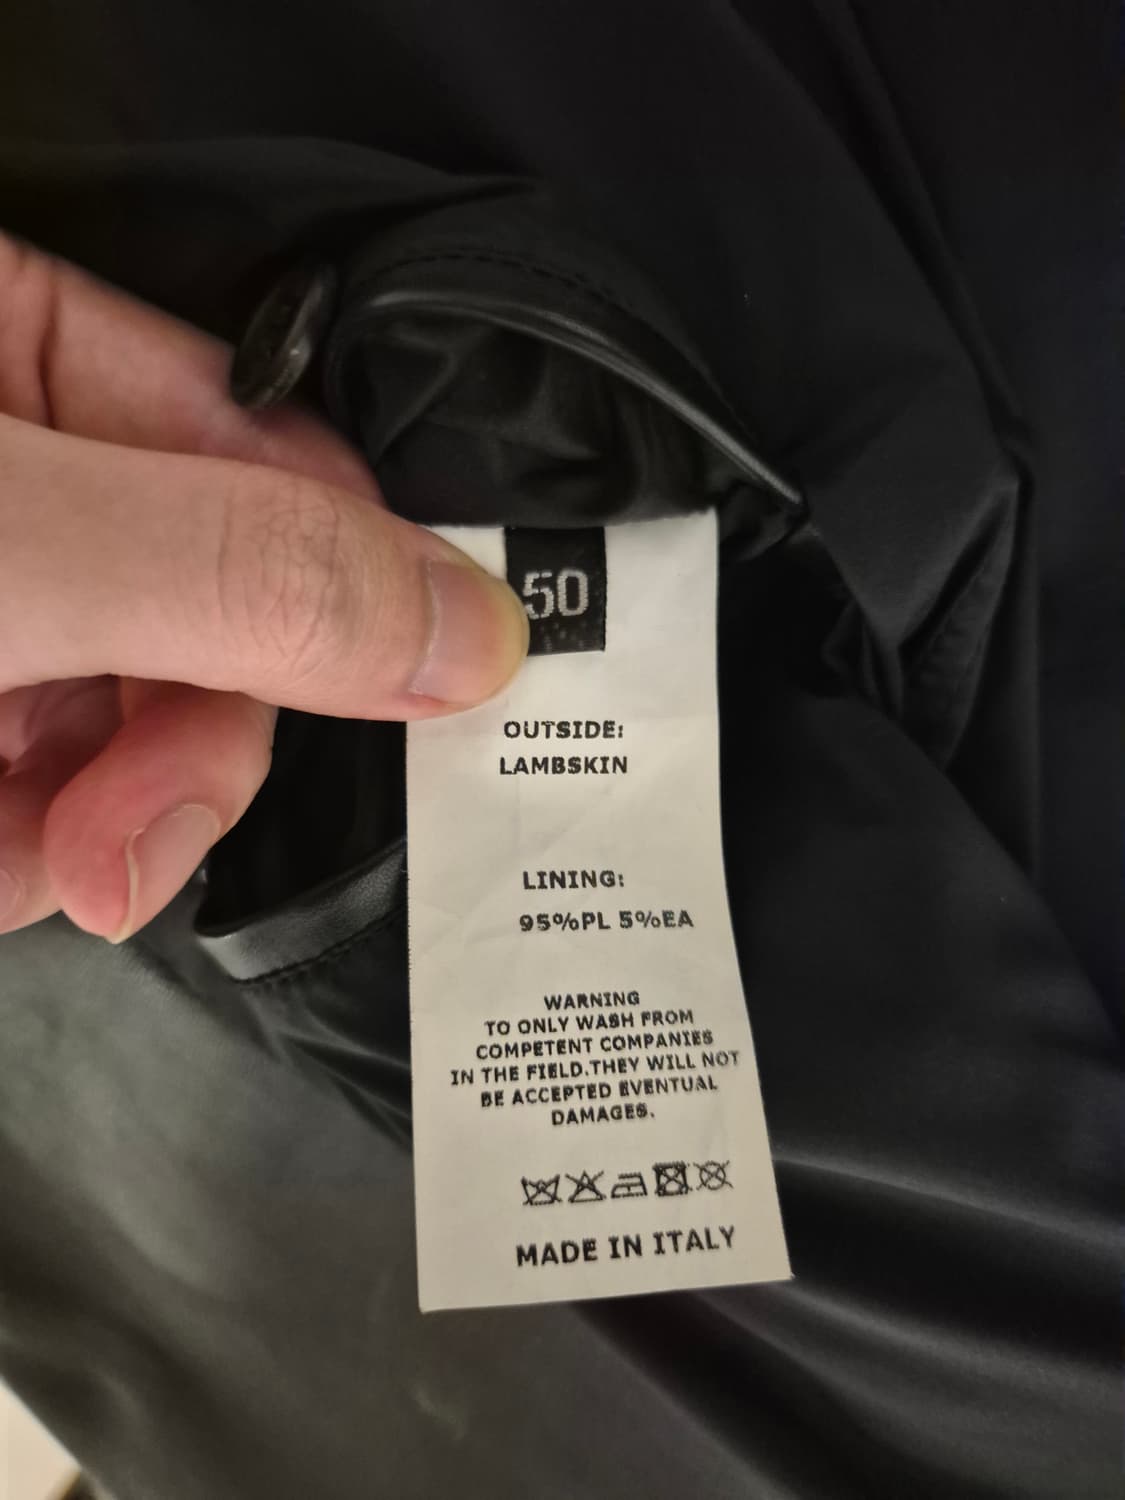 50
OUTSIDE:
LAMBSKIN
LINING:
95%PL 5%EA
WARNING
TO ONLY WASH FROM
COMPETENT COMPANIES
IN THE FIELD.THEY WILL NOT
BE ACCEPTED EVENTUAL
DAMAGES.
MADE IN ITALY